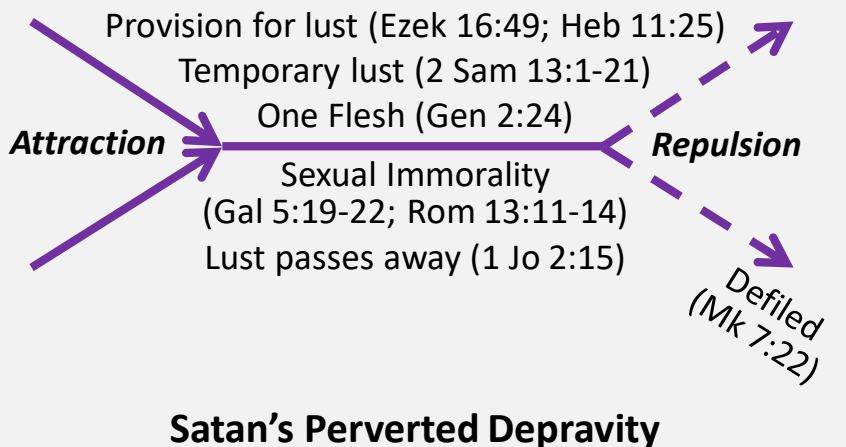 Provision for lust (Ezek 16:49; Heb 11:25)
Temporary lust (2 Sam 13:1-21)
One Flesh (Gen 2:24)
Attraction
Repulsion
Sexual Immorality
(Gal 5:19-22; Rom 13:11-14)
Lust passes away (1 Jo 2:15)
Defiled
(Mk 7:22)
Satan's Perverted Depravity